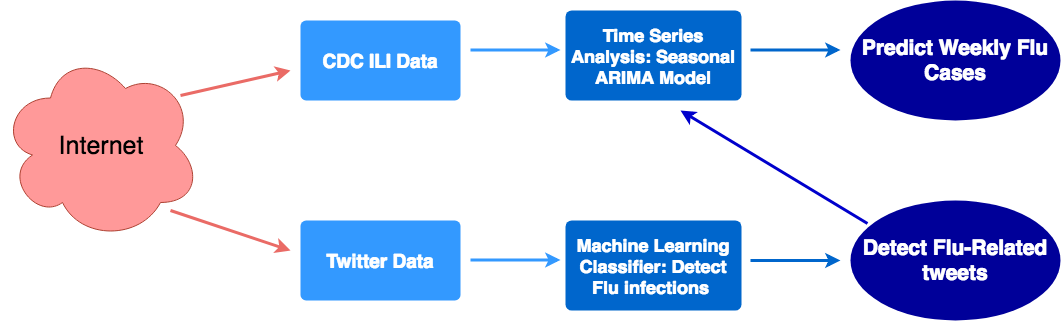 Internet
CDC ILI Data
Time Series
Analysis: Seasonal
ARIMA Model
Predict Weekly Flu
Cases
Twitter Data
Machine Learning
Classifier: Detect
Flu infections
Detect Flu-Related
tweets